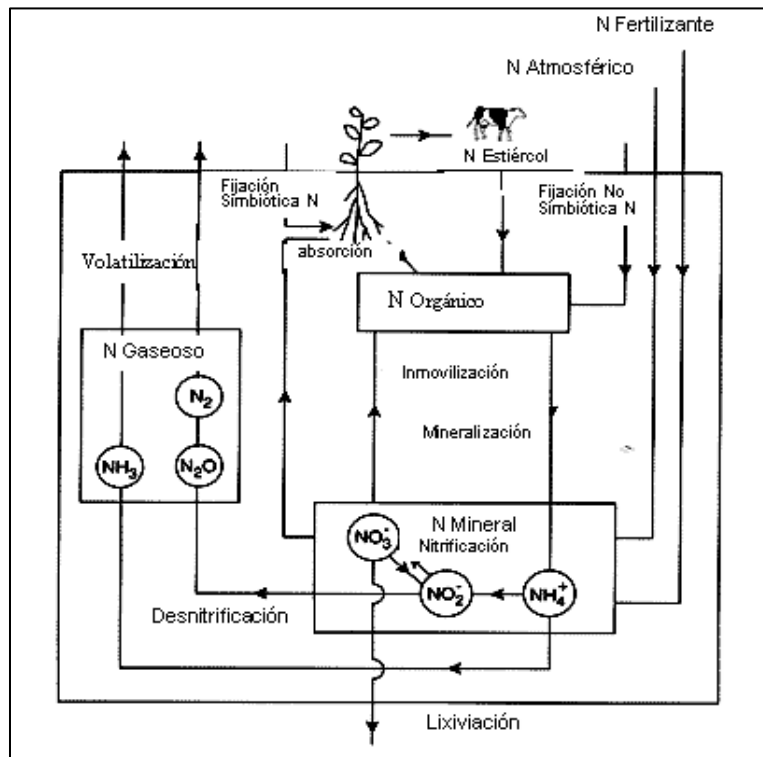 N Fertilizante
N Atmosférico
N Estiércol
Fijación
Simbiótica N
Fijación No
Simbiótica N
absorción
Volatilización
N Orgánico
N Gaseoso
Inmovilización
N₂
Mineralización
NH₃
N₂O
N Mineral
NO₃⁻
Nitrificación
NO₂⁻
NH₄⁺
Desnitrificación
Lixiviación